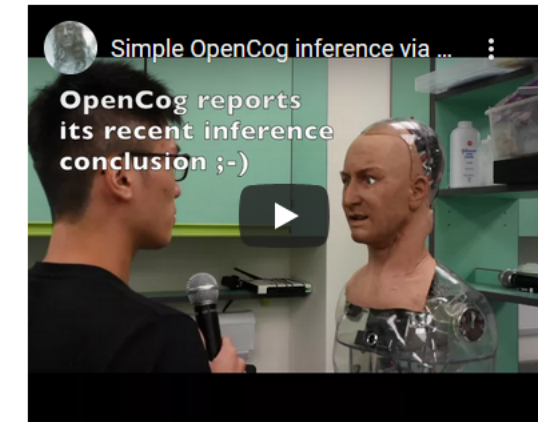 Simple OpenCog inference via ...
OpenCog reports
its recent inference
conclusion ;-)